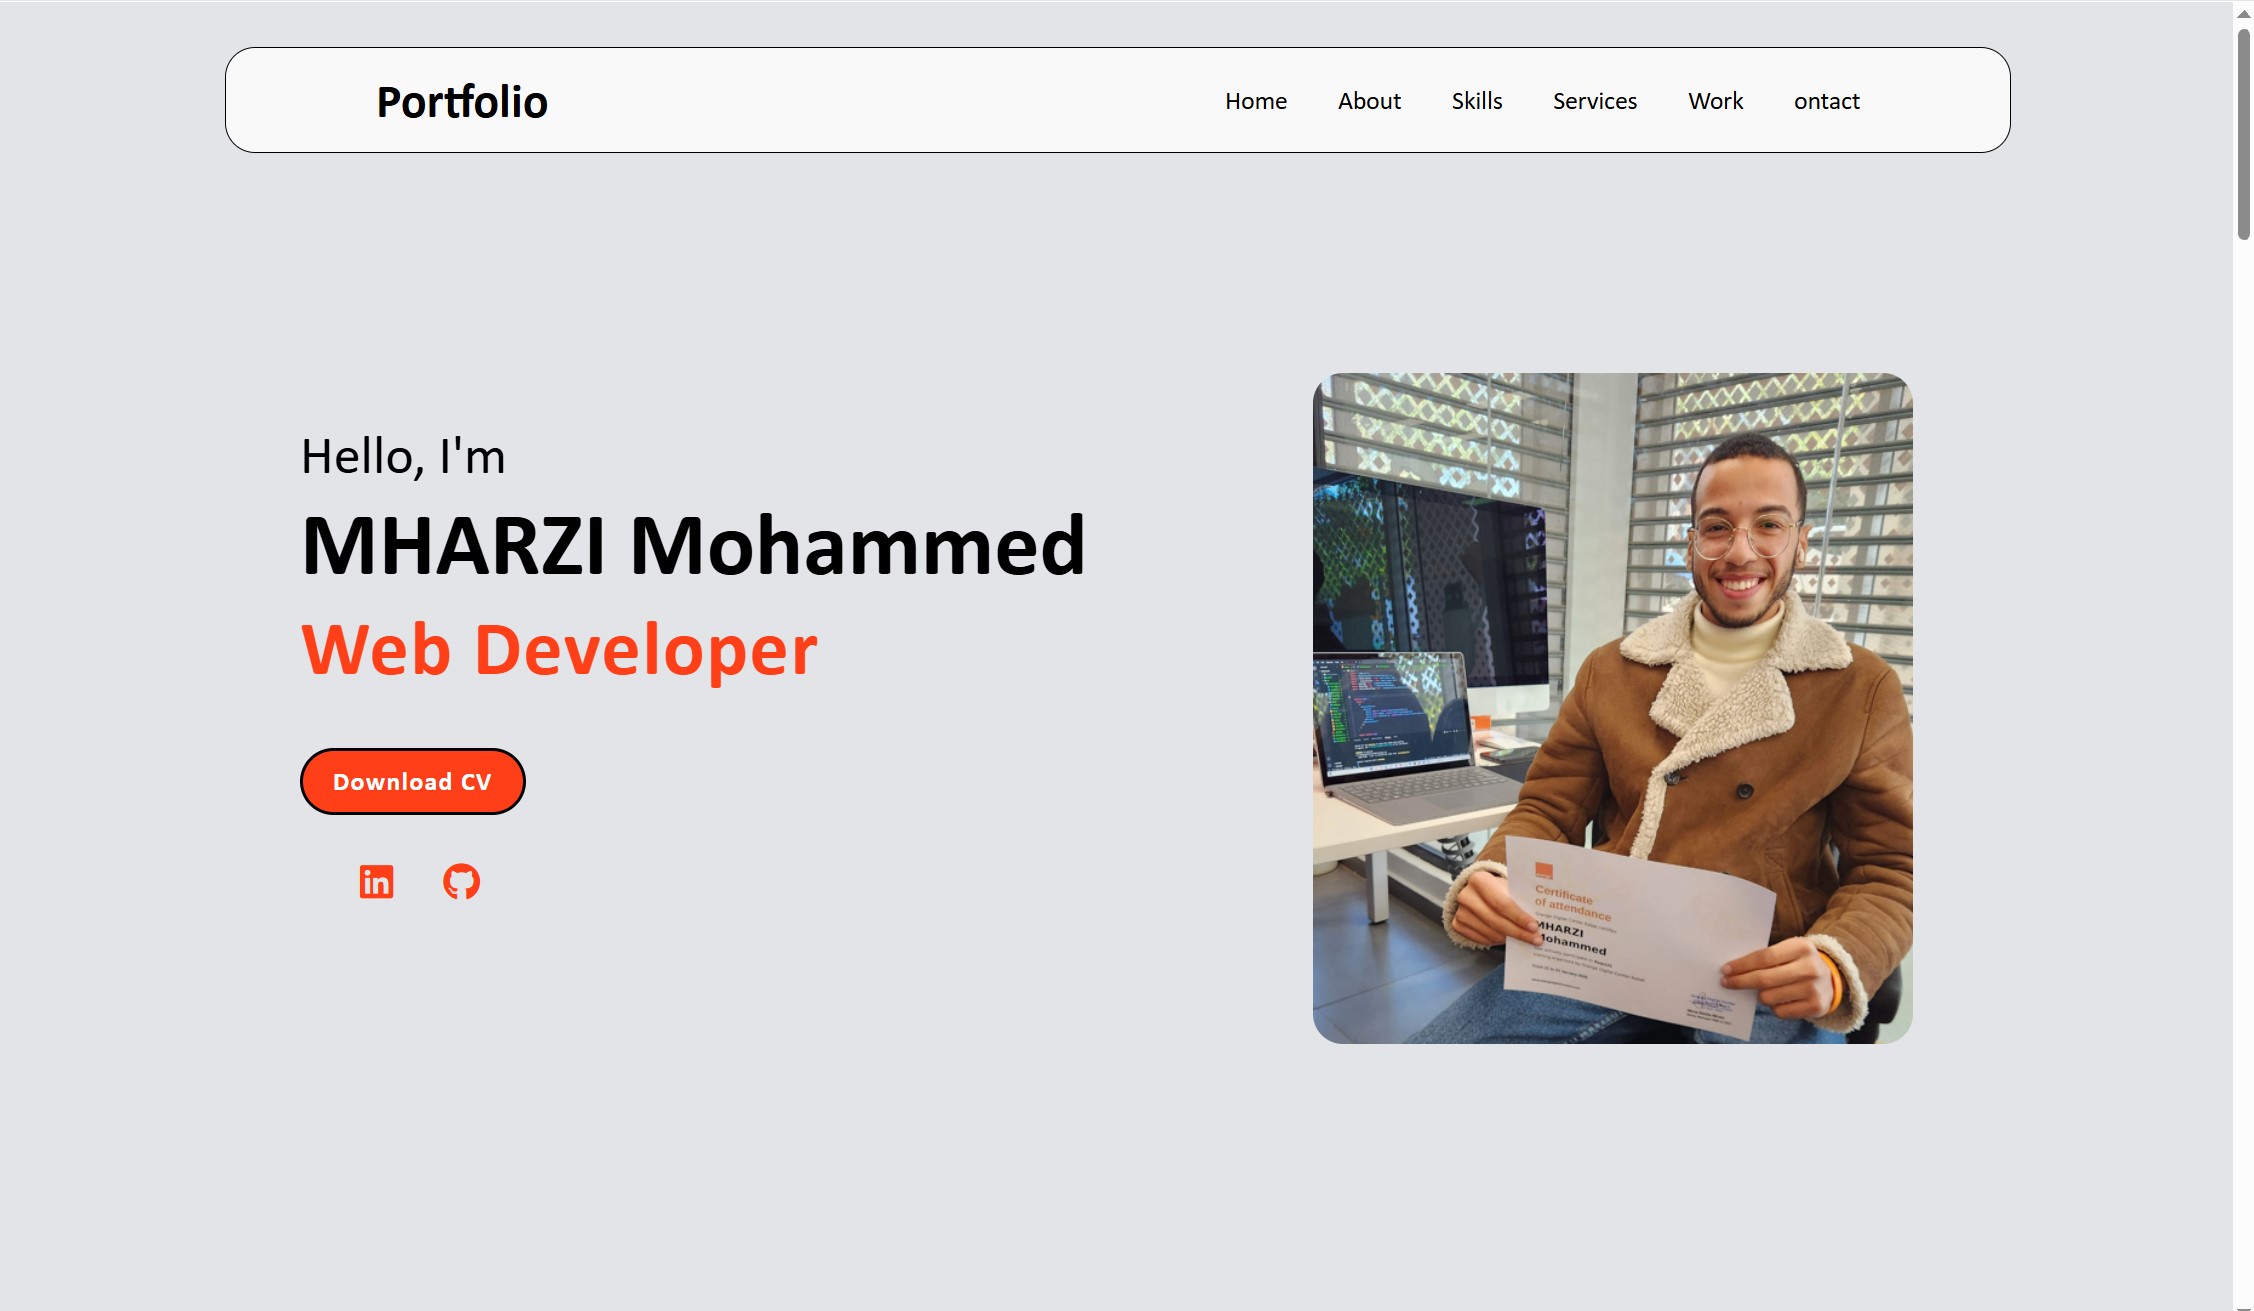 Portfolio
Home About Skills Services Work ontact
Hello, I'm
MHARZI Mohammed
Web Developer
Download CV
in
Certificate
of attendance
MHARZI
Mohammed